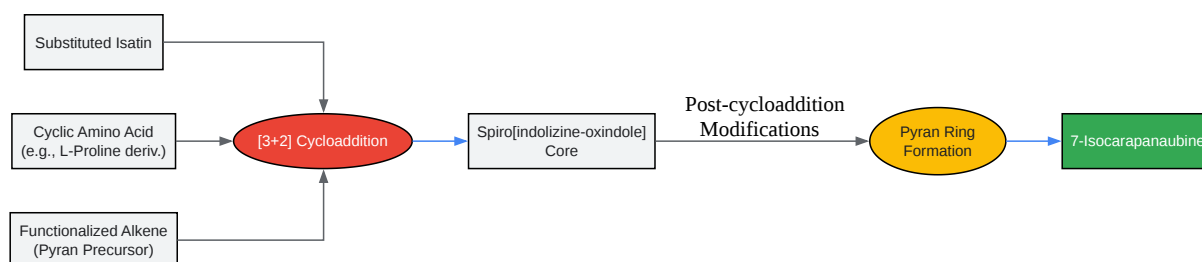 Substituted Isatin
Cyclic Amino Acid
(e.g., L-Proline deriv.)
Functionalized Alkene
(Pyran Precursor)
[3+2] Cycloaddition
Spiro[indolizine-oxindole]
Core
Post-cycloaddition
Modifications
Pyran Ring
Formation
7-Isocarapanaubine